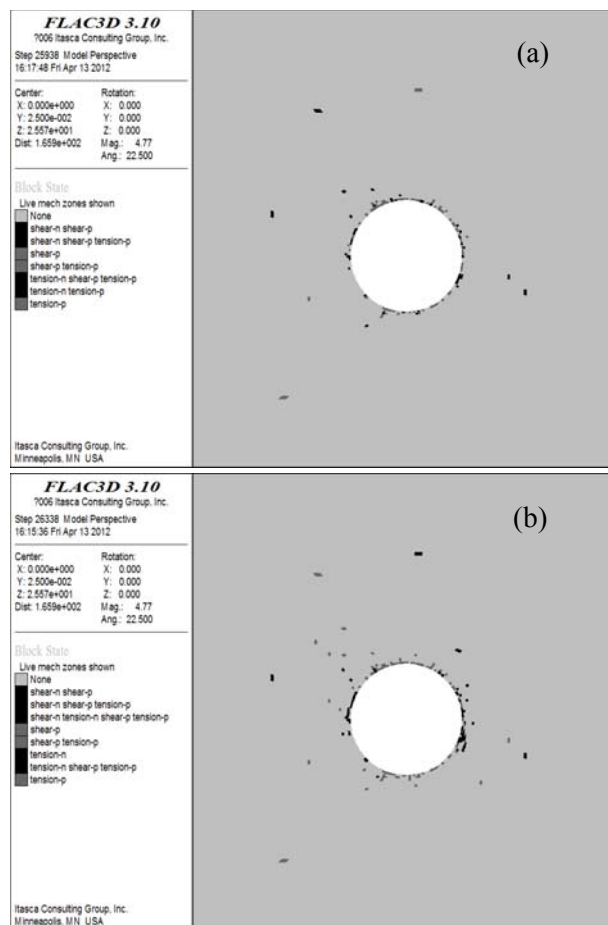 FLAC3D 3.10
?006 Itasca Consulting Group, Inc.
Step 25938 Model Perspective
16:17:48 Fri Apr 13 2012
Center: Rotation:
X: 0.000e+000 X: 0.000
Y: 2.500e-002 Y: 0.000
Z: 2.557e+001 Z: 0.000
Dist: 1.659e+002 Mag.: 4.77
Ang.: 22.500
Block State
Live mech zones shown
None
shear-n shear-p
shear-n shear-p tension-p
shear-p
shear-p tension-p
tension-n shear-p tension-p
tension-n tension-p
tension-p
Itasca Consulting Group, Inc.
Minneapolis, MN USA
(a)
FLAC3D 3.10
?006 Itasca Consulting Group, Inc.
Step 26338 Model Perspective
16:15:36 Fri Apr 13 2012
Center: Rotation:
X: 0.000e+000 X: 0.000
Y: 2.500e-002 Y: 0.000
Z: 2.557e+001 Z: 0.000
Dist: 1.659e+002 Mag.: 4.77
Ang.: 22.500
Block State
Live mech zones shown
None
shear-n shear-p
shear-n shear-p tension-p
shear-n tension-n shear-p tension-p
shear-p
shear-p tension-p
tension-n
tension-n shear-p tension-p
tension-p
Itasca Consulting Group, Inc.
Minneapolis, MN USA
(b)